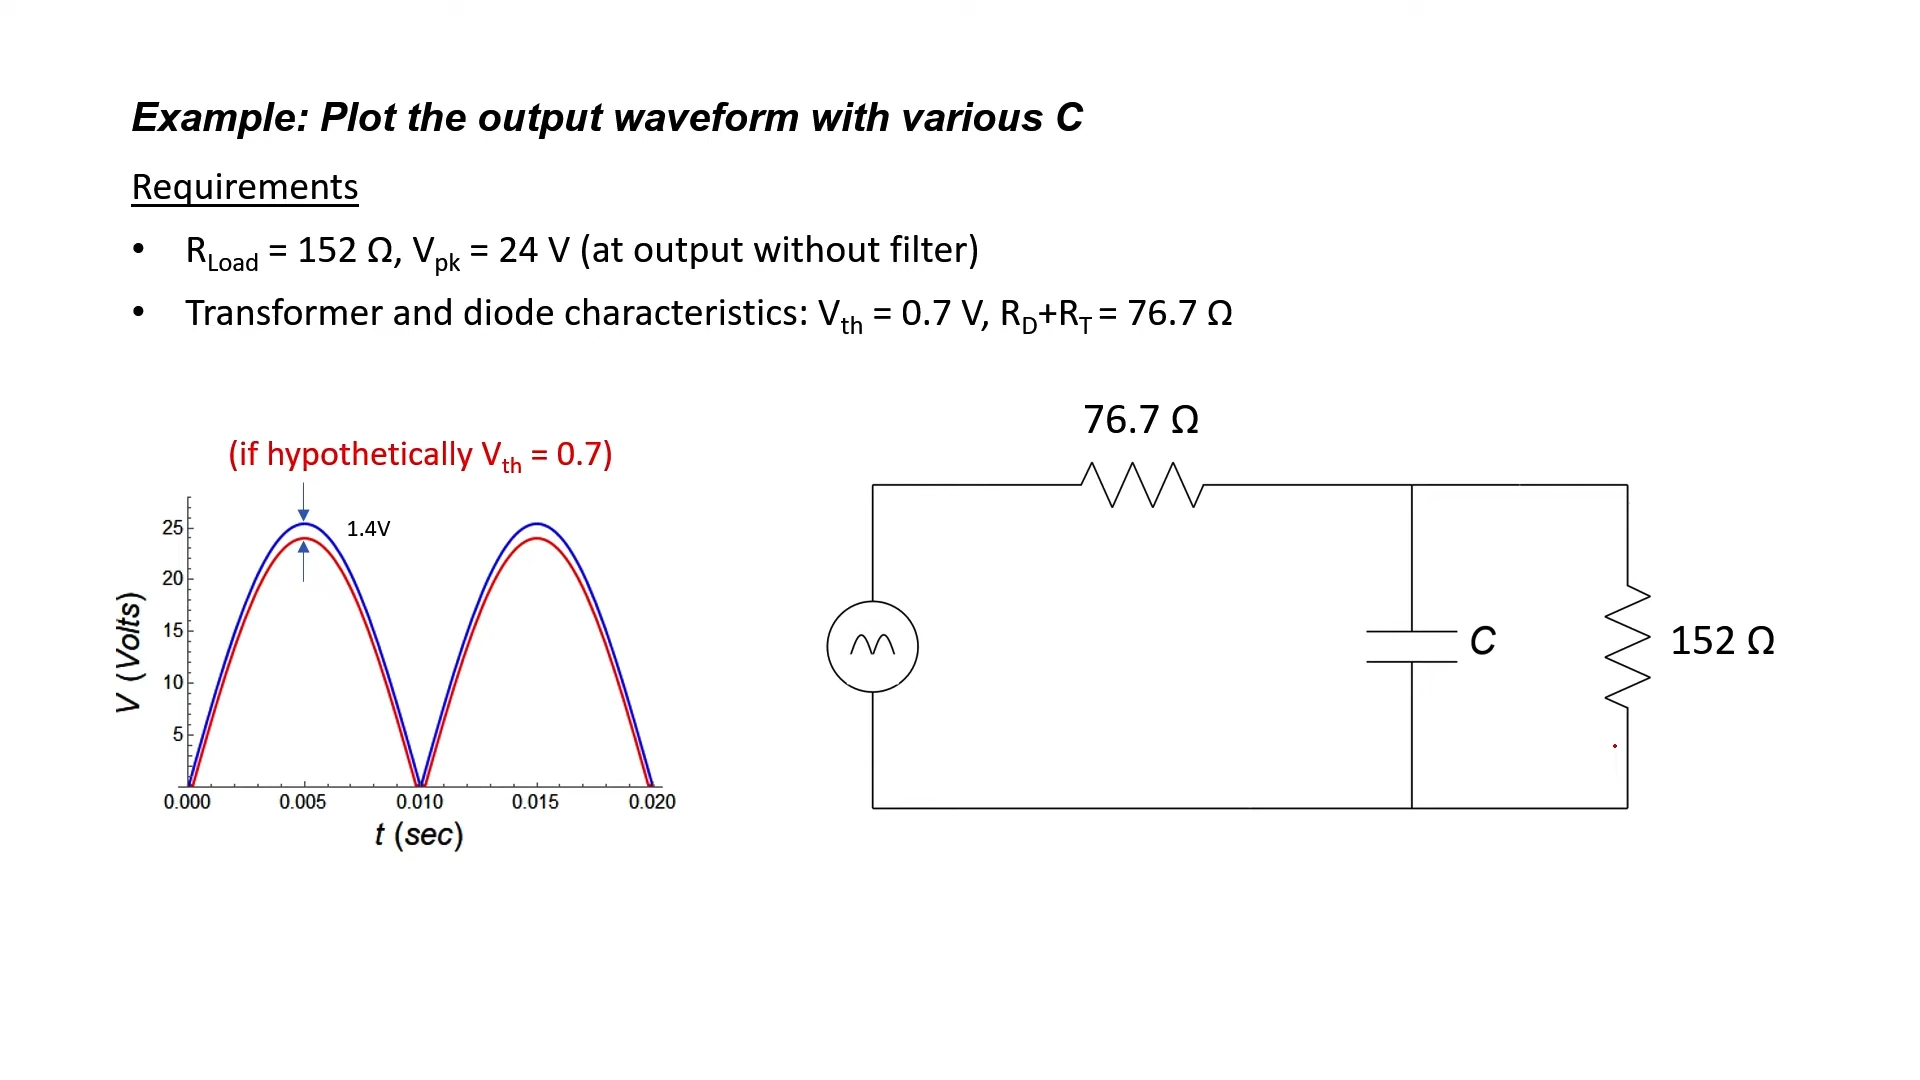 Example: Plot the output waveform with various C
Requirements
• R_Load = 152 Ω, V_pk = 24 V (at output without filter)
• Transformer and diode characteristics: V_th = 0.7 V, R_D+R_T = 76.7 Ω
(if hypothetically V_th = 0.7)
1.4V
25
20
15
10
5
V (Volts)
0.000 0.005 0.010 0.015 0.020
t (sec)
76.7 Ω
C
152 Ω